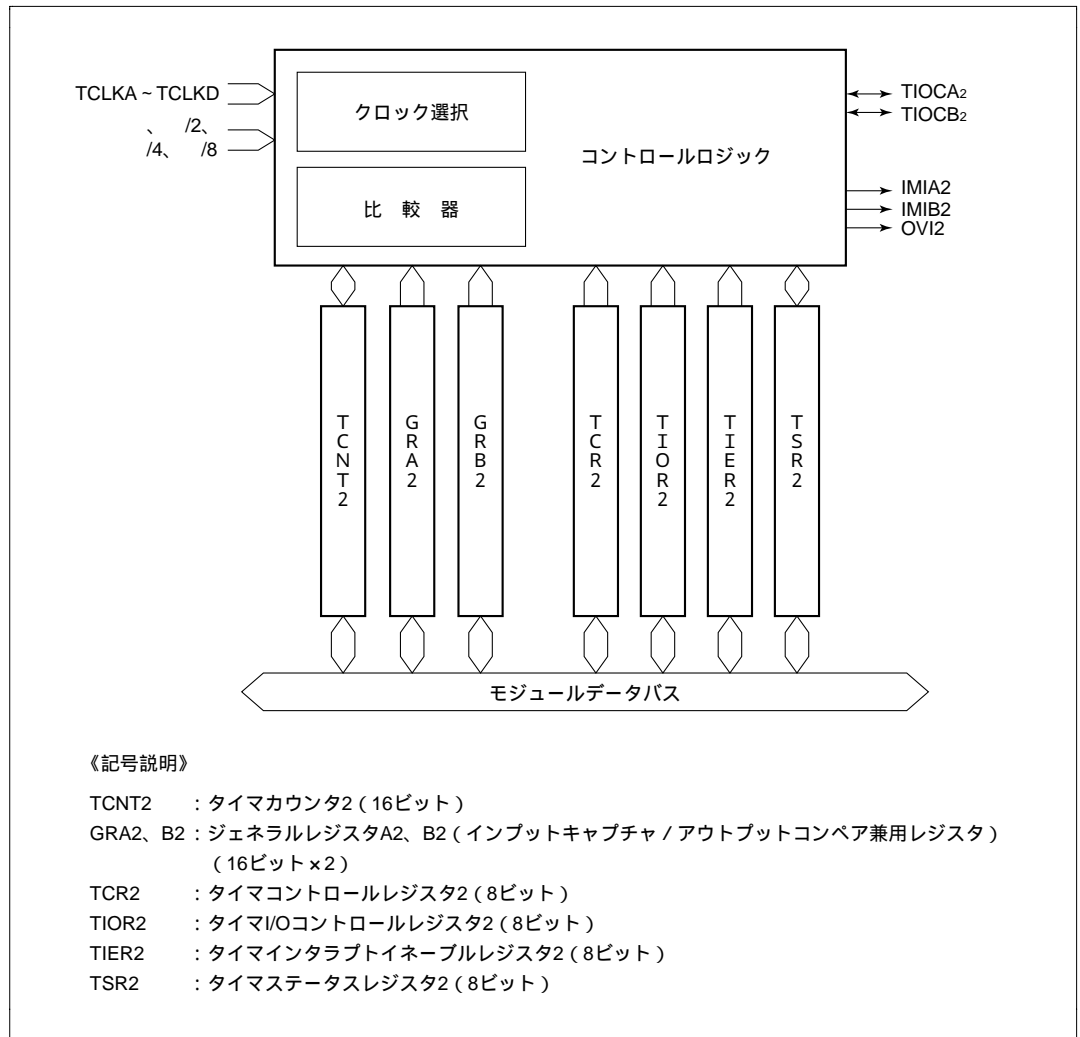 TCLKA ~ TCLKD
、 /2、
/4、 /8
クロック選択
比 較 器
コントロールロジック
TIOCA2
TIOCB2
IMIA2
IMIB2
OVI2
TCNT2
GRA2
GRB2
TCR2
TIOR2
TIER2
TSR2
モジュールデータバス
《記号説明》
TCNT2 : タイマカウンタ2(16ビット)
GRA2、B2 : ジェネラルレジスタA2、B2(インプットキャプチャ / アウトプットコンペア兼用レジスタ)
(16ビット×2)
TCR2 : タイマコントロールレジスタ2(8ビット)
TIOR2 : タイマI/Oコントロールレジスタ2(8ビット)
TIER2 : タイマインタラプトイネーブルレジスタ2(8ビット)
TSR2 : タイマステータスレジスタ2(8ビット)